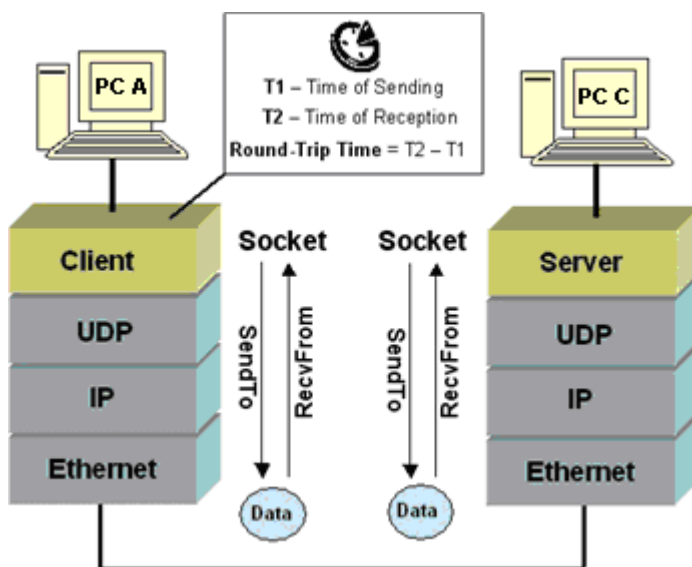 PC A
T1 – Time of Sending
T2 – Time of Reception
Round-Trip Time = T2 – T1
PC C
Client
UDP
IP
Ethernet
Socket
SendTo
RecvFrom
Data
Socket
SendTo
RecvFrom
Data
Server
UDP
IP
Ethernet